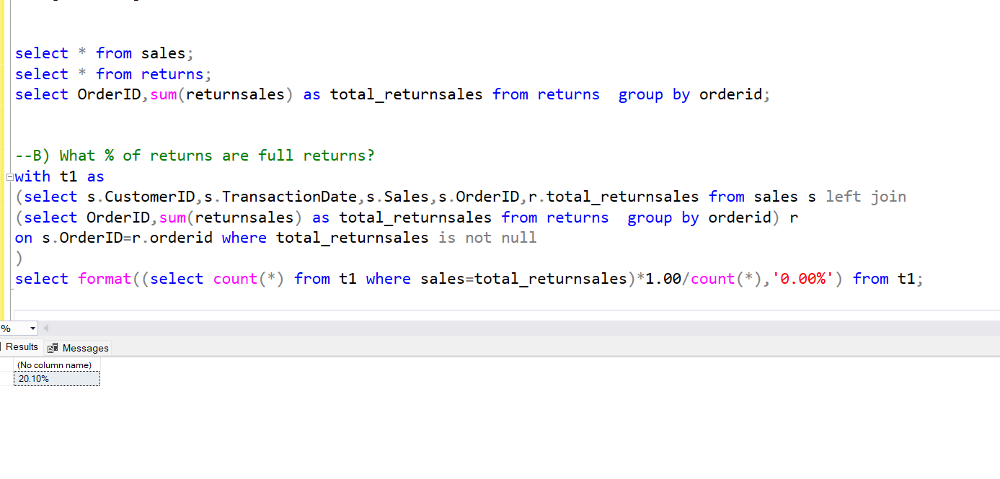 select * from sales;
select * from returns;
select OrderID,sum(returnsales) as total_returnsales from returns  group by orderid;
--B) What % of returns are full returns?
with t1 as
(select s.CustomerID,s.TransactionDate,s.Sales,s.OrderID,r.total_returnsales from sales s left join
(select OrderID,sum(returnsales) as total_returnsales from returns  group by orderid) r
on s.OrderID=r.orderid where total_returnsales is not null
)
select format((select count(*) from t1 where sales=total_returnsales)*1.00/count(*),'0.00%') from t1;
%
Results Messages
(No column name)
20.10%